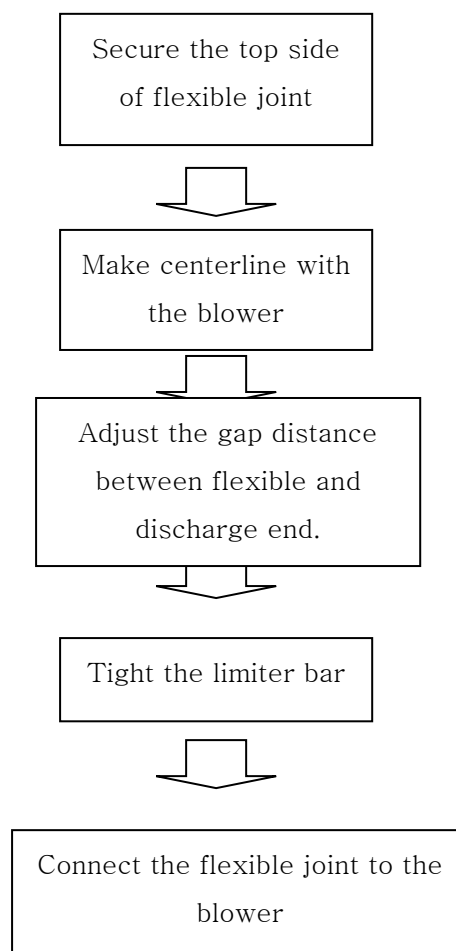 Secure the top side
of flexible joint
Make centerline with
the blower
Adjust the gap distance
between flexible and
discharge end.
Tight the limiter bar
Connect the flexible joint to the
blower